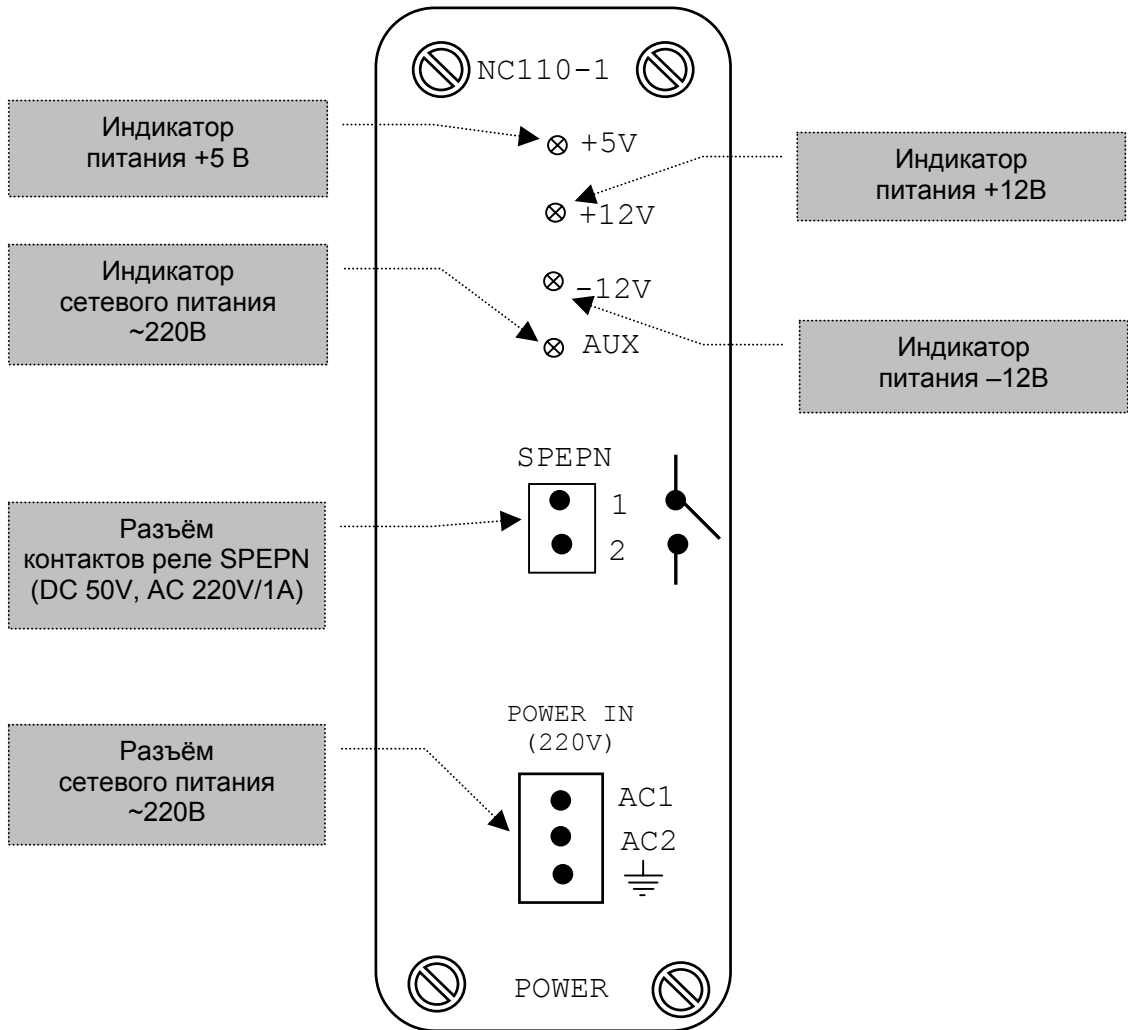 NC110-1
Индикатор
питания +5 В
+5V
Индикатор
питания +12В
+12V
Индикатор
сетевого питания
~220В
-12V
AUX
Индикатор
питания –12В
SPEPN
1
2
Разъём
контактов реле SPEPN
(DC 50V, AC 220V/1A)
POWER IN
(220V)
Разъём
сетевого питания
~220В
AC1
AC2
POWER